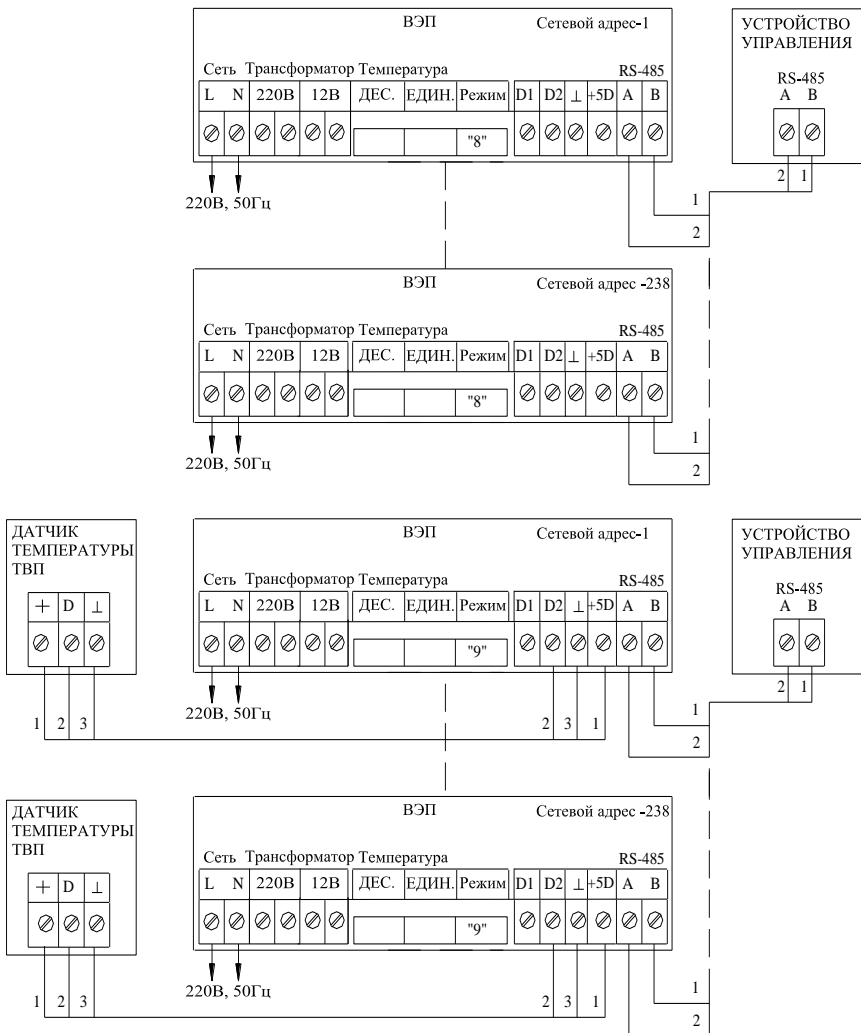 ВЭП Сетевой адрес-1
Сеть Трансформатор Температура RS-485
L N 220В 12В ДЕС. ЕДИН. Режим D1 D2 ⊥ +5D A B
"8"
220В, 50Гц
1
2
УСТРОЙСТВО
УПРАВЛЕНИЯ
RS-485
A B
2 1
ВЭП Сетевой адрес -238
Сеть Трансформатор Температура RS-485
L N 220В 12В ДЕС. ЕДИН. Режим D1 D2 ⊥ +5D A B
"8"
220В, 50Гц
1
2
ДАТЧИК
ТЕМПЕРАТУРЫ
ТВП
+ D ⊥
1 2 3
ВЭП Сетевой адрес-1
Сеть Трансформатор Температура RS-485
L N 220В 12В ДЕС. ЕДИН. Режим D1 D2 ⊥ +5D A B
"9"
220В, 50Гц
2 3 1
1
2
УСТРОЙСТВО
УПРАВЛЕНИЯ
RS-485
A B
2 1
ДАТЧИК
ТЕМПЕРАТУРЫ
ТВП
+ D ⊥
1 2 3
ВЭП Сетевой адрес -238
Сеть Трансформатор Температура RS-485
L N 220В 12В ДЕС. ЕДИН. Режим D1 D2 ⊥ +5D A B
"9"
220В, 50Гц
2 3 1
1
2